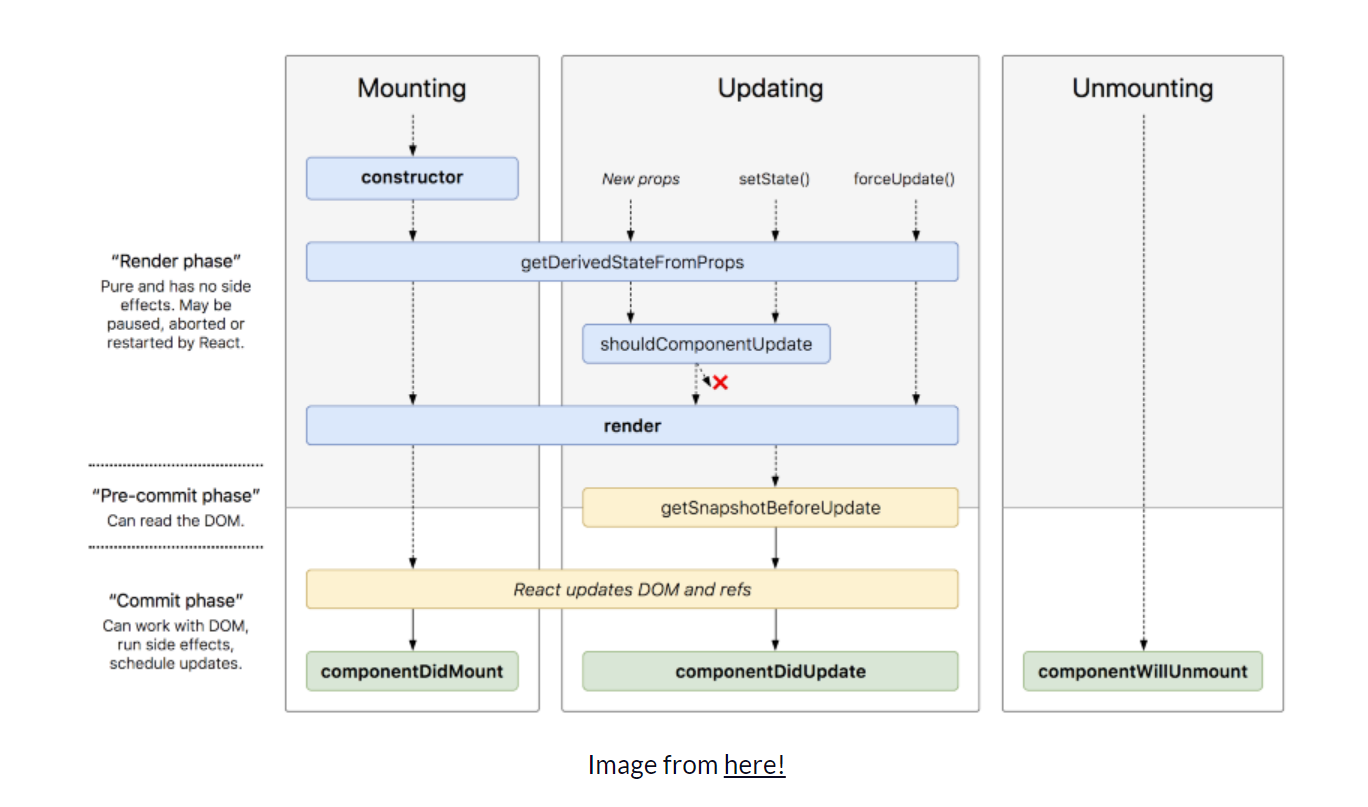 Mounting
Updating
Unmounting
constructor
New props
setState()
forceUpdate()
“Render phase”
Pure and has no side
effects. May be
paused, aborted or
restarted by React.
getDerivedStateFromProps
shouldComponentUpdate
render
“Pre-commit phase”
Can read the DOM.
getSnapshotBeforeUpdate
“Commit phase”
Can work with DOM,
run side effects,
schedule updates.
React updates DOM and refs
componentDidMount
componentDidUpdate
componentWillUnmount
Image from here!